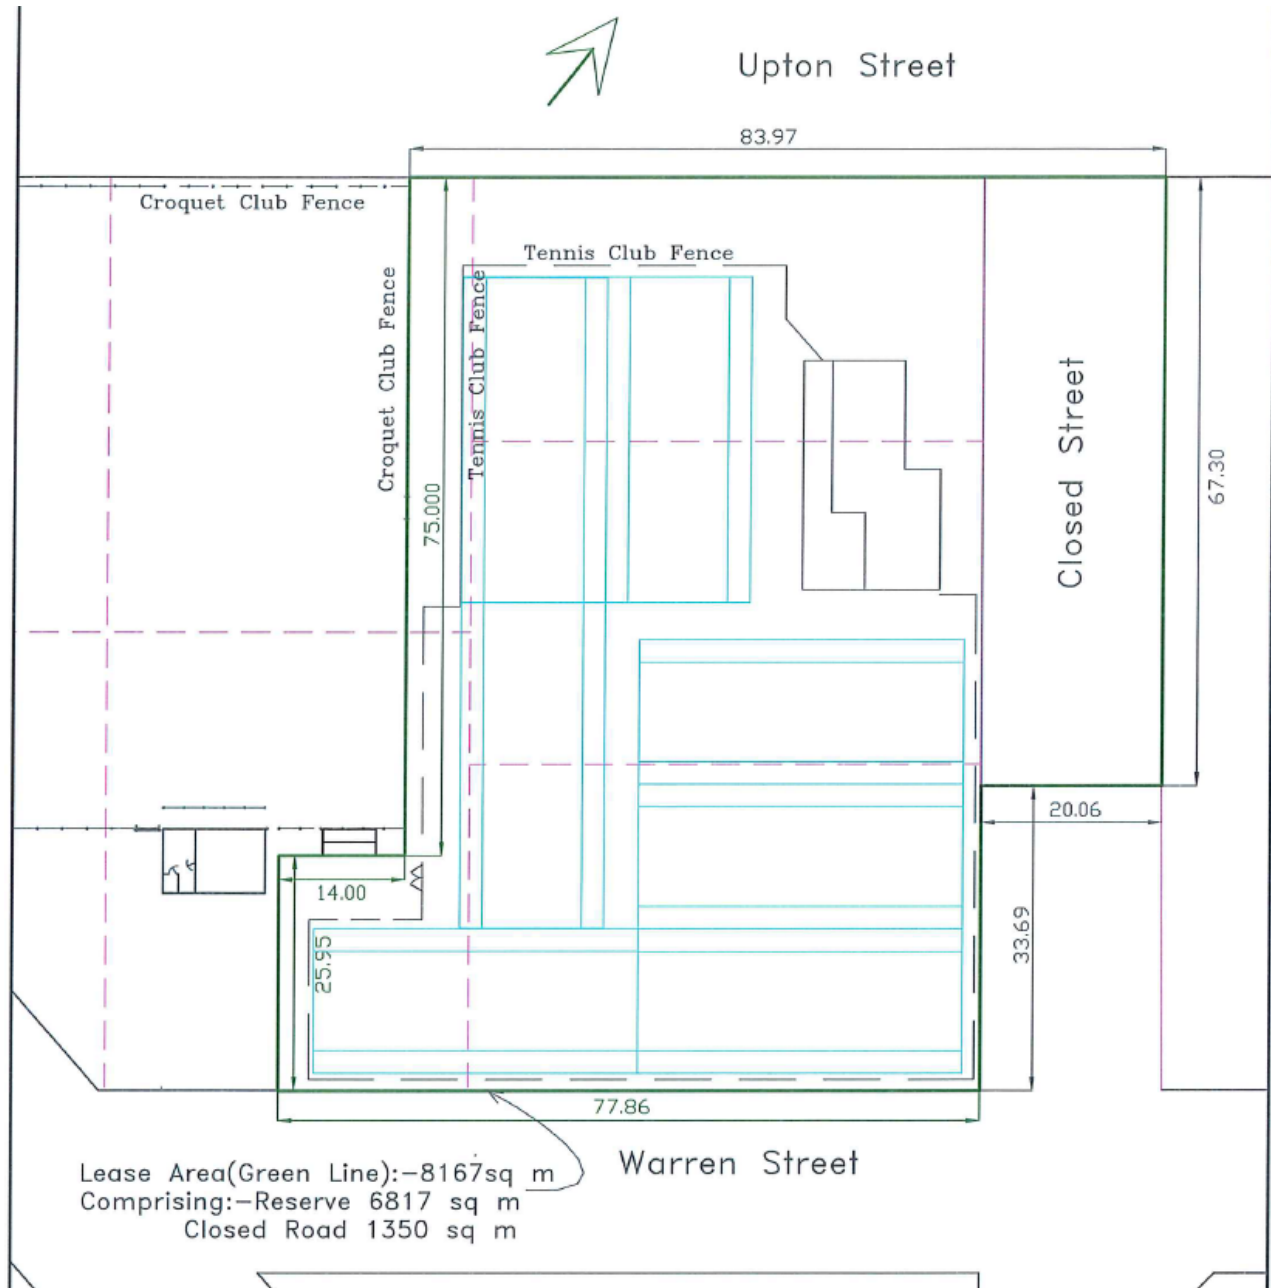 Upton Street
83.97
Croquet Club Fence
Tennis Club Fence
Croquet Club Fence
Tennis Club Fence
75.000
Closed Street
67.30
20.06
14.00
25.95
33.69
77.86
Warren Street
Lease Area(Green Line):-8167sq m
Comprising:-Reserve 6817 sq m
Closed Road 1350 sq m